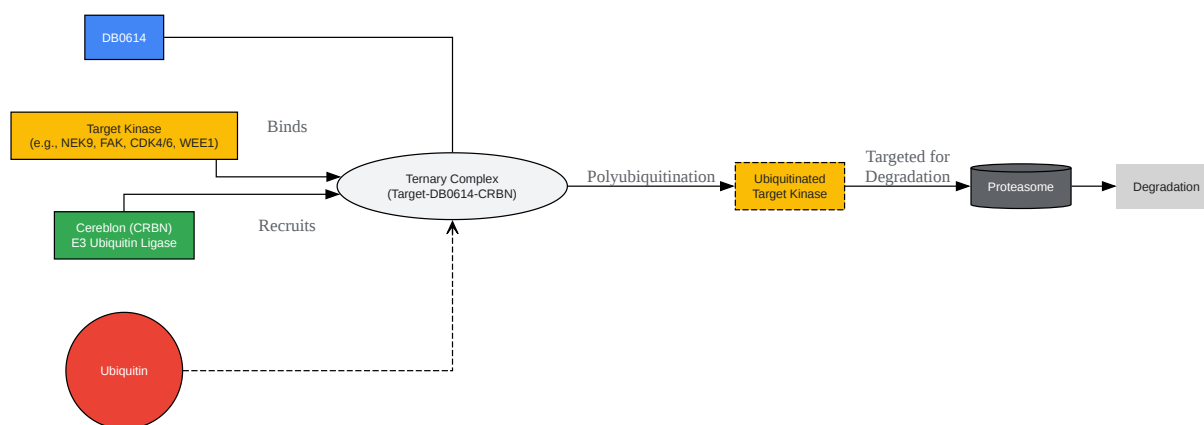 DB0614
Target Kinase
(e.g., NEK9, FAK, CDK4/6, WEE1)
Binds
Cereblon (CRBN)
E3 Ubiquitin Ligase
Recruits
Ubiquitin
Ternary Complex
(Target-DB0614-CRBN)
Polyubiquitination
Ubiquitinated
Target Kinase
Targeted for
Degradation
Proteasome
Degradation